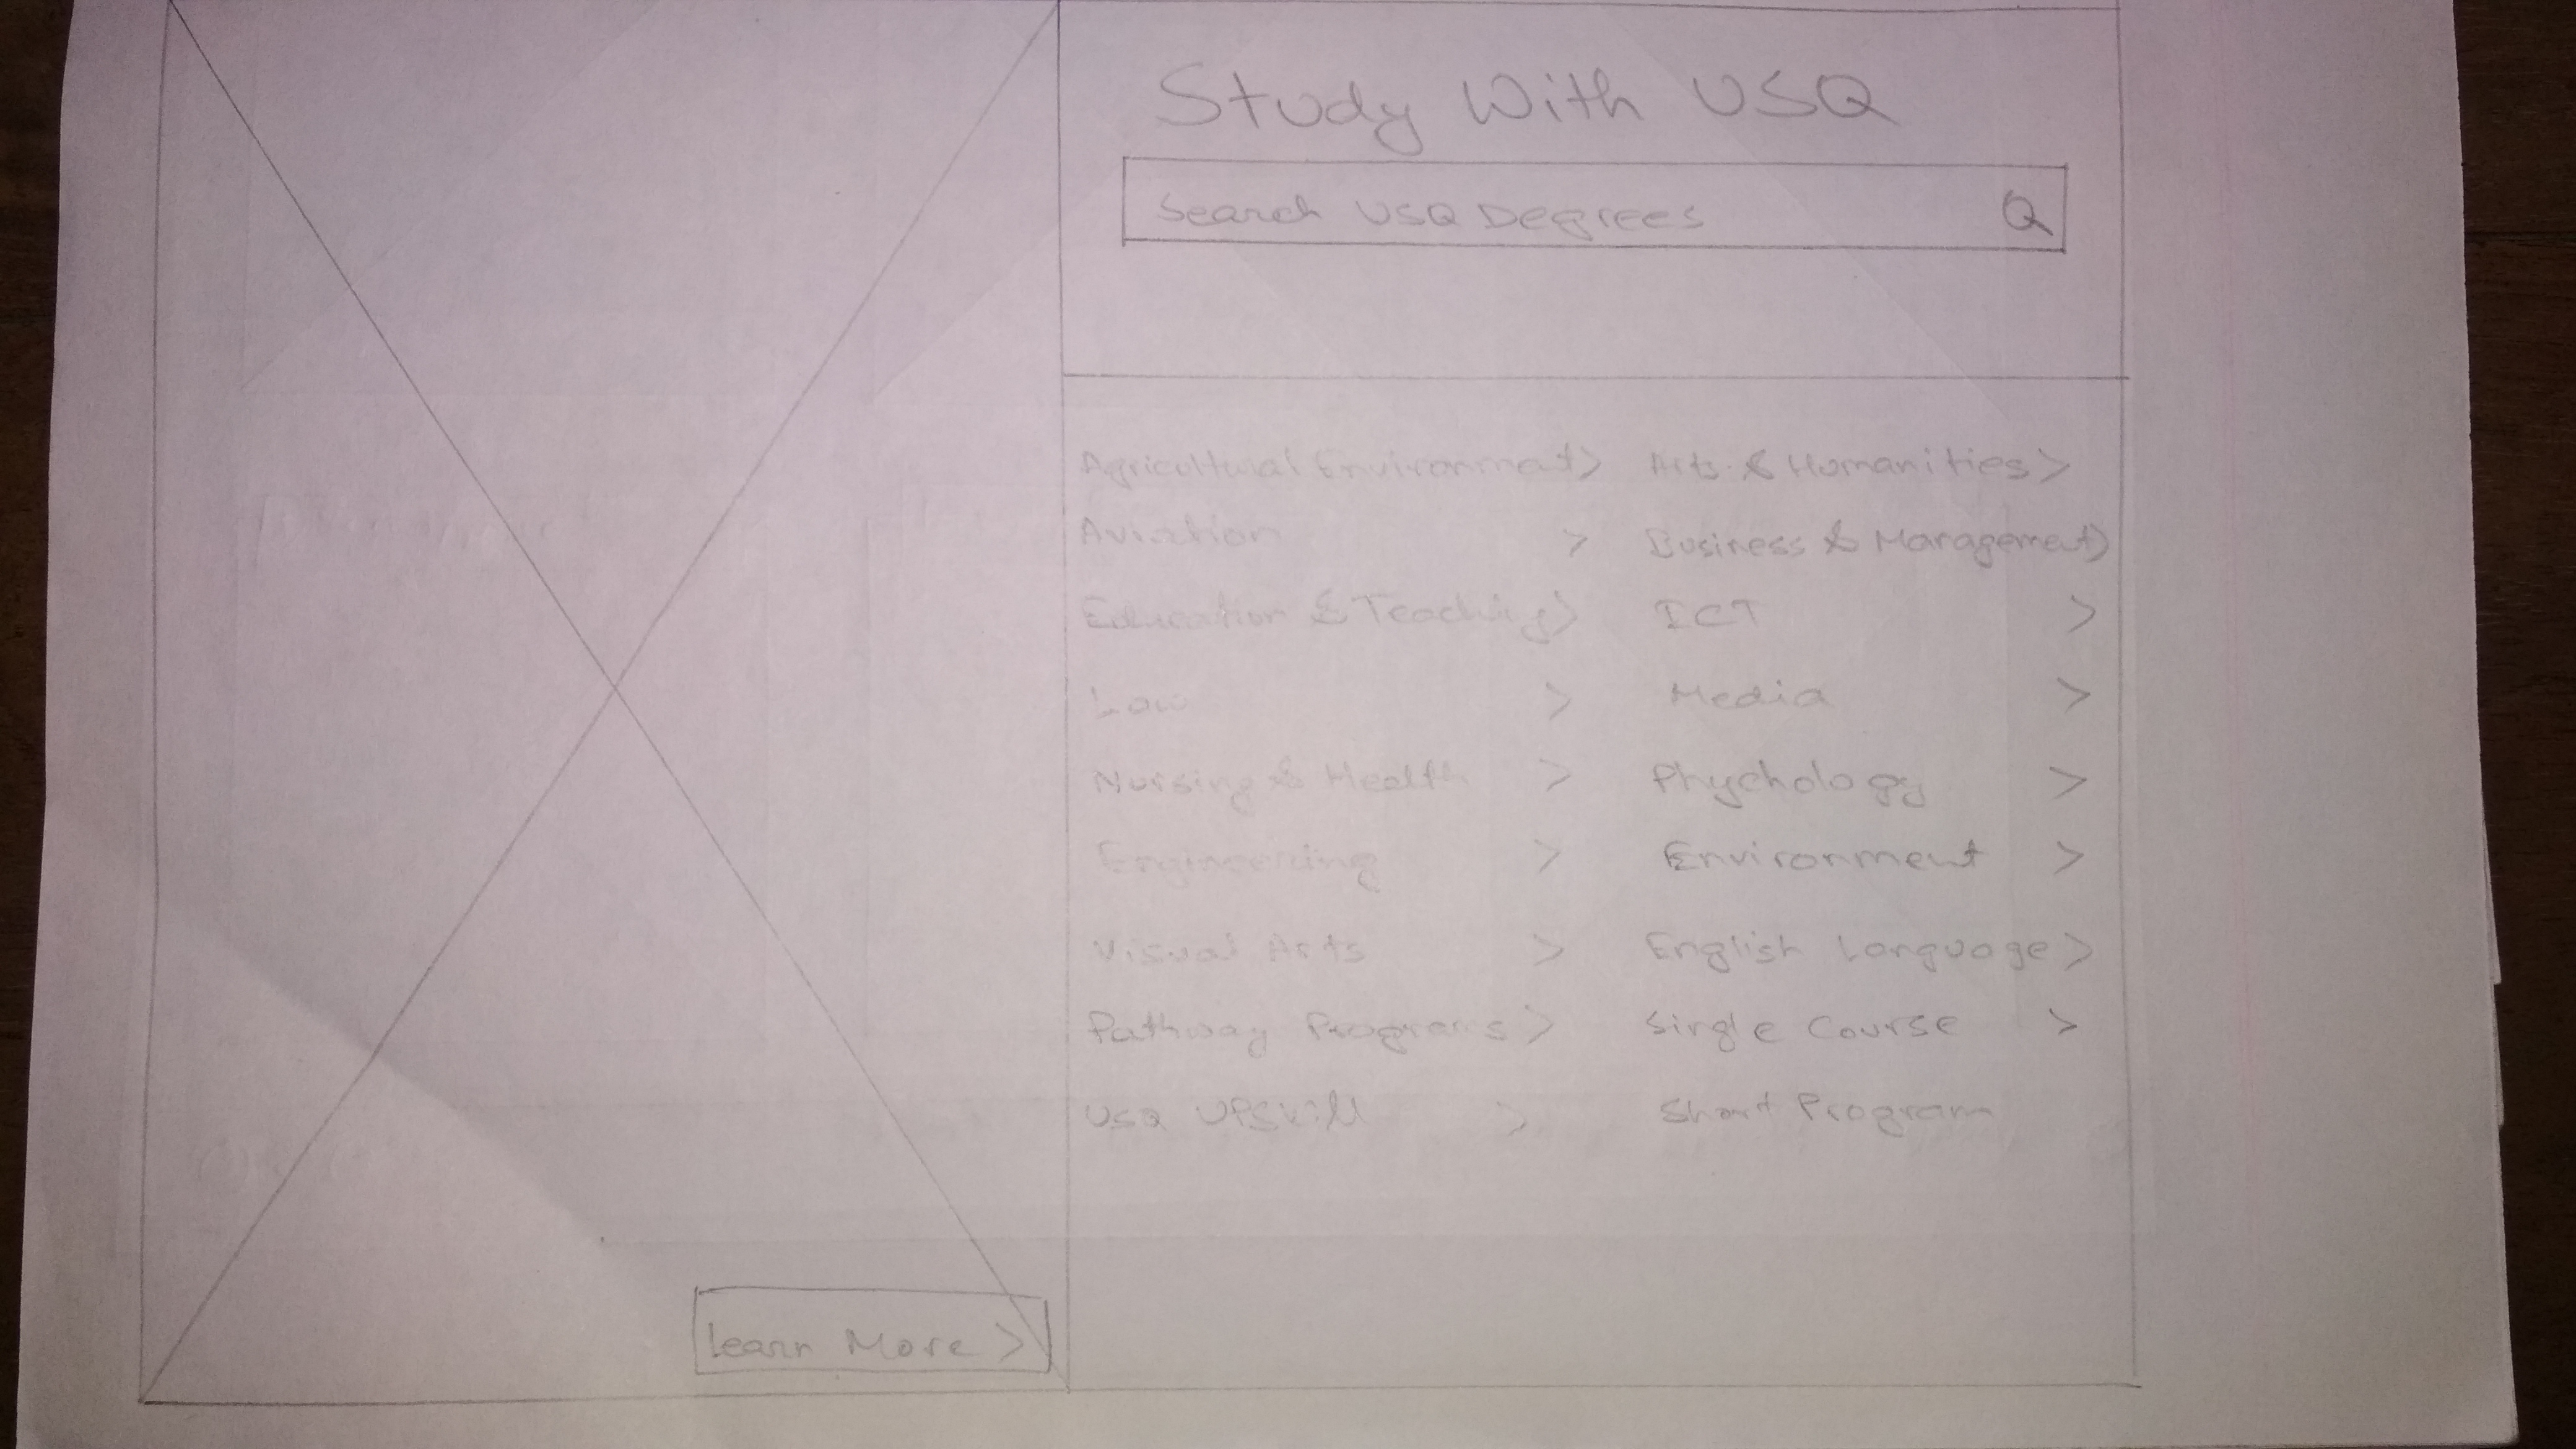 Study With USQ
Search USQ Degrees
Agricultural Environment > Arts & Humanities >
Aviation > Business & Management >
Education & Teaching > ICT >
Law > Media >
Nursing & Health > Phychology >
Engineering > Environment >
Visual Arts > English Language >
Pathway Programs > Single Course >
USQ UPSkill > Short Program
Learn More >